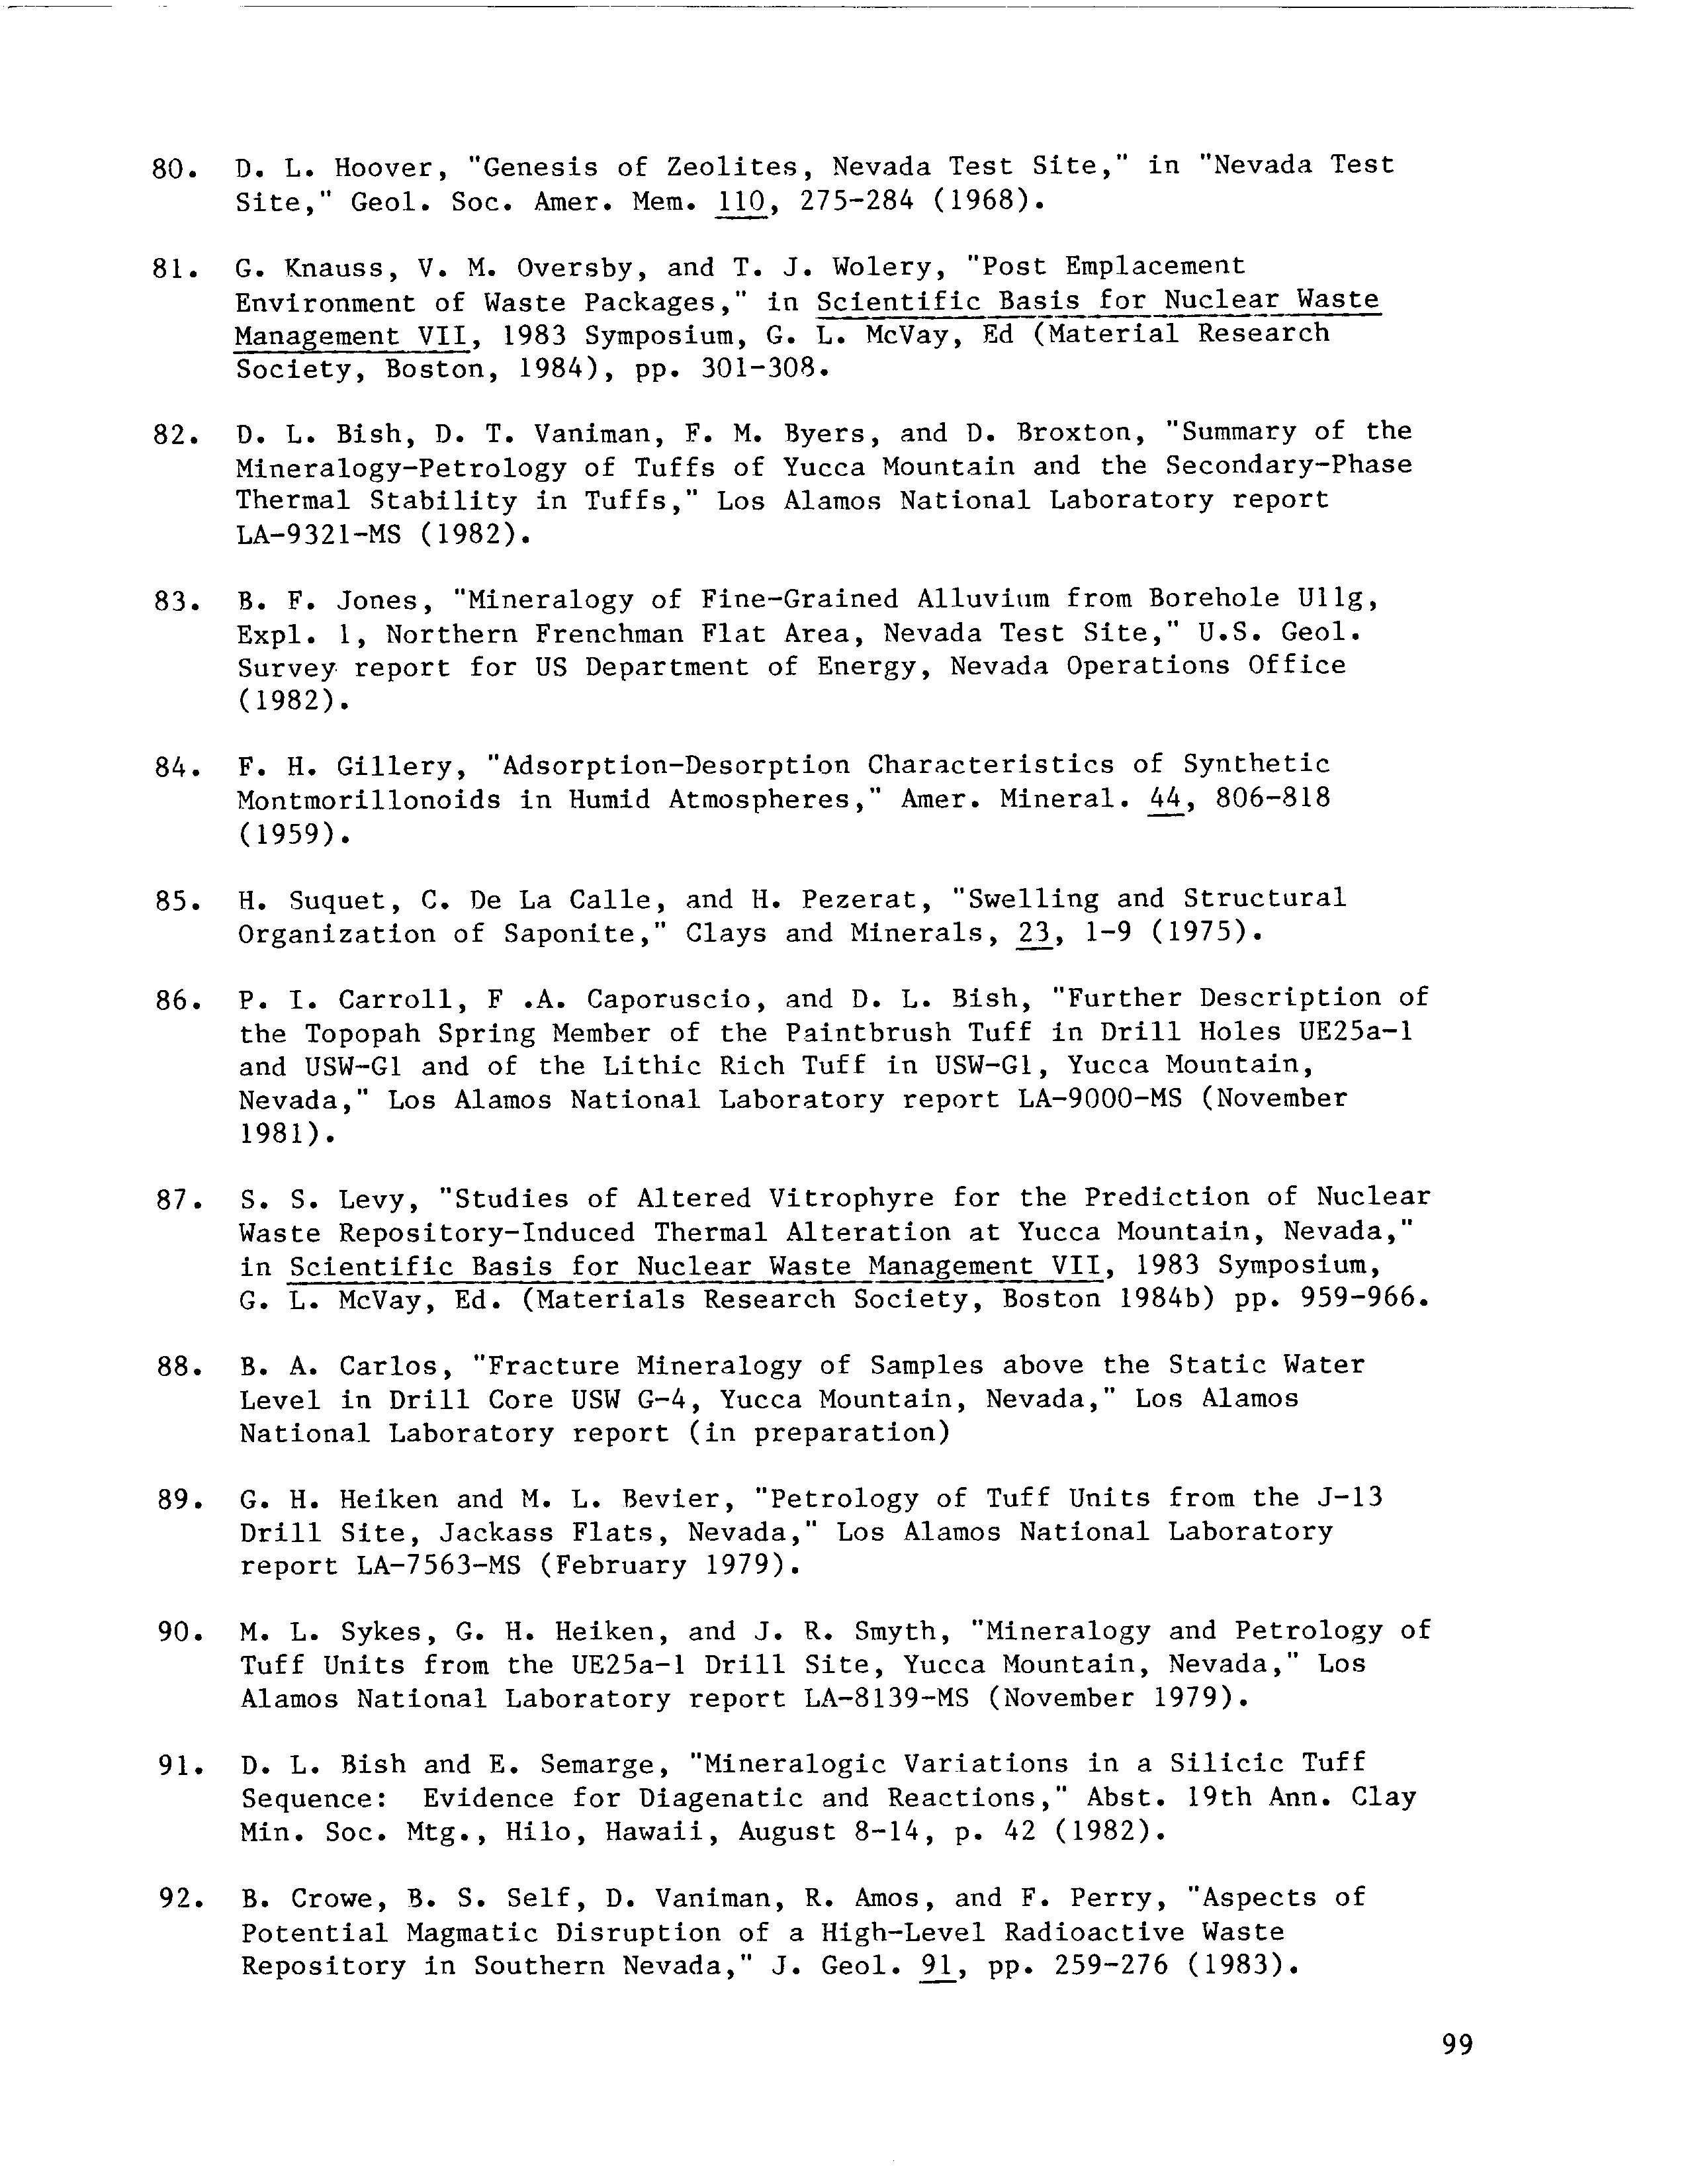 80. D. L. Hoover, "Genesis of Zeolites, Nevada Test Site," in "Nevada Test
Site," Geol. Soc. Amer. Mem. 110, 275-284 (1968).
81. G. Knauss, V. M. Oversby, and T. J. Wolery, "Post Emplacement
Environment of Waste Packages," in Scientific Basis for Nuclear Waste
Management VII, 1983 Symposium, G. L. McVay, Ed (Material Research
Society, Boston, 1984), pp. 301-308.
82. D. L. Bish, D. T. Vaniman, F. M. Byers, and D. Broxton, "Summary of the
Mineralogy-Petrology of Tuffs of Yucca Mountain and the Secondary-Phase
Thermal Stability in Tuffs," Los Alamos National Laboratory report
LA-9321-MS (1982).
83. B. F. Jones, "Mineralogy of Fine-Grained Alluvium from Borehole U11g,
Expl. 1, Northern Frenchman Flat Area, Nevada Test Site," U.S. Geol.
Survey report for US Department of Energy, Nevada Operations Office
(1982).
84. F. H. Gillery, "Adsorption-Desorption Characteristics of Synthetic
Montmorillonoids in Humid Atmospheres," Amer. Mineral. 44, 806-818
(1959).
85. H. Suquet, C. De La Calle, and H. Pezerat, "Swelling and Structural
Organization of Saponite," Clays and Minerals, 23, 1-9 (1975).
86. P. I. Carroll, F .A. Caporuscio, and D. L. Bish, "Further Description of
the Topopah Spring Member of the Paintbrush Tuff in Drill Holes UE25a-1
and USW-G1 and of the Lithic Rich Tuff in USW-G1, Yucca Mountain,
Nevada," Los Alamos National Laboratory report LA-9000-MS (November
1981).
87. S. S. Levy, "Studies of Altered Vitrophyre for the Prediction of Nuclear
Waste Repository-Induced Thermal Alteration at Yucca Mountain, Nevada,"
in Scientific Basis for Nuclear Waste Management VII, 1983 Symposium,
G. L. McVay, Ed. (Materials Research Society, Boston 1984b) pp. 959-966.
88. B. A. Carlos, "Fracture Mineralogy of Samples above the Static Water
Level in Drill Core USW G-4, Yucca Mountain, Nevada," Los Alamos
National Laboratory report (in preparation)
89. G. H. Heiken and M. L. Bevier, "Petrology of Tuff Units from the J-13
Drill Site, Jackass Flats, Nevada," Los Alamos National Laboratory
report LA-7563-MS (February 1979).
90. M. L. Sykes, G. H. Heiken, and J. R. Smyth, "Mineralogy and Petrology of
Tuff Units from the UE25a-1 Drill Site, Yucca Mountain, Nevada," Los
Alamos National Laboratory report LA-8139-MS (November 1979).
91. D. L. Bish and E. Semarge, "Mineralogic Variations in a Silicic Tuff
Sequence: Evidence for Diagenatic and Reactions," Abst. 19th Ann. Clay
Min. Soc. Mtg., Hilo, Hawaii, August 8-14, p. 42 (1982).
92. B. Crowe, B. S. Self, D. Vaniman, R. Amos, and F. Perry, "Aspects of
Potential Magmatic Disruption of a High-Level Radioactive Waste
Repository in Southern Nevada," J. Geol. 91, pp. 259-276 (1983).
99